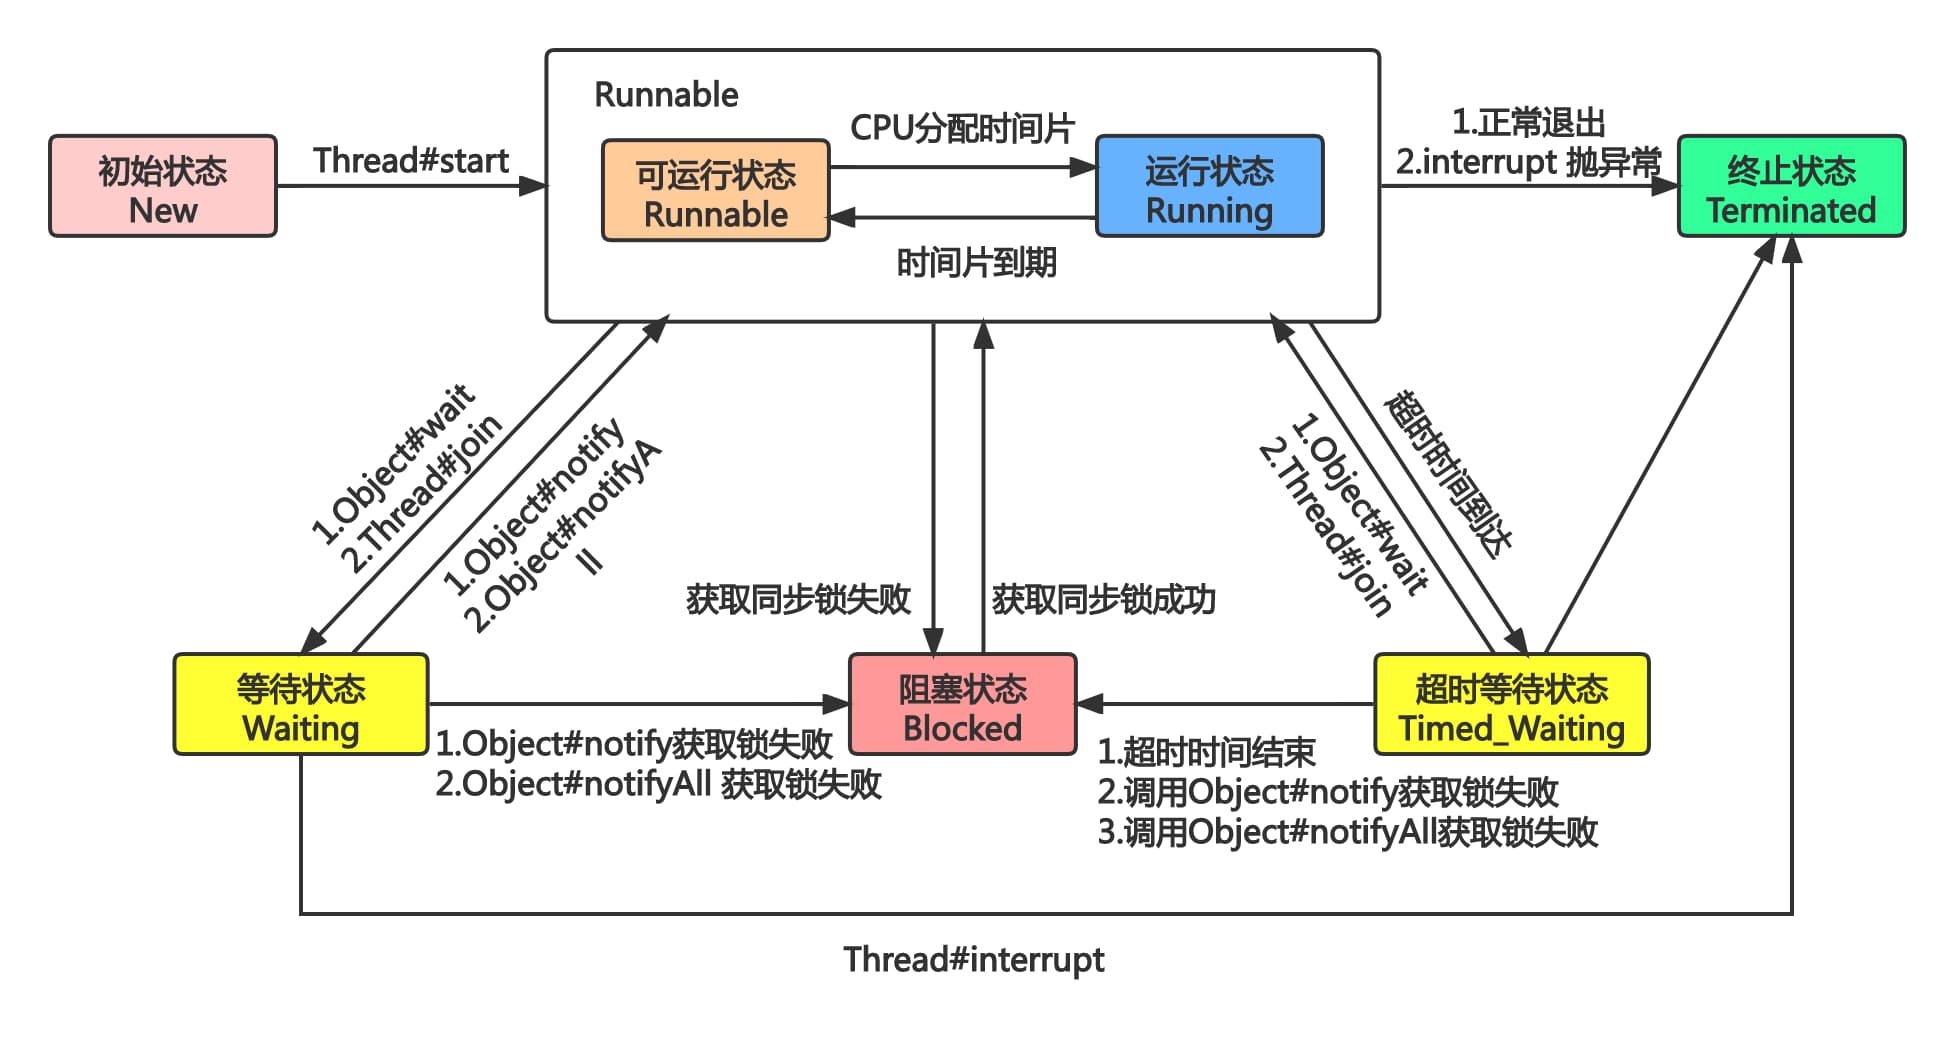 Runnable
初始状态
New
Thread#start
可运行状态
Runnable
CPU分配时间片
时间片到期
运行状态
Running
1.正常退出
2.interrupt 抛异常
终止状态
Terminated
1.Object#wait
2.Thread#join
1.Object#notify
2.Object#notifyA
ll
获取同步锁失败
获取同步锁成功
1.Object#wait
2.Thread#join
超时时间到达
等待状态
Waiting
1.Object#notify获取锁失败
2.Object#notifyAll 获取锁失败
阻塞状态
Blocked
超时等待状态
Timed_Waiting
1.超时时间结束
2.调用Object#notify获取锁失败
3.调用Object#notifyAll获取锁失败
Thread#interrupt